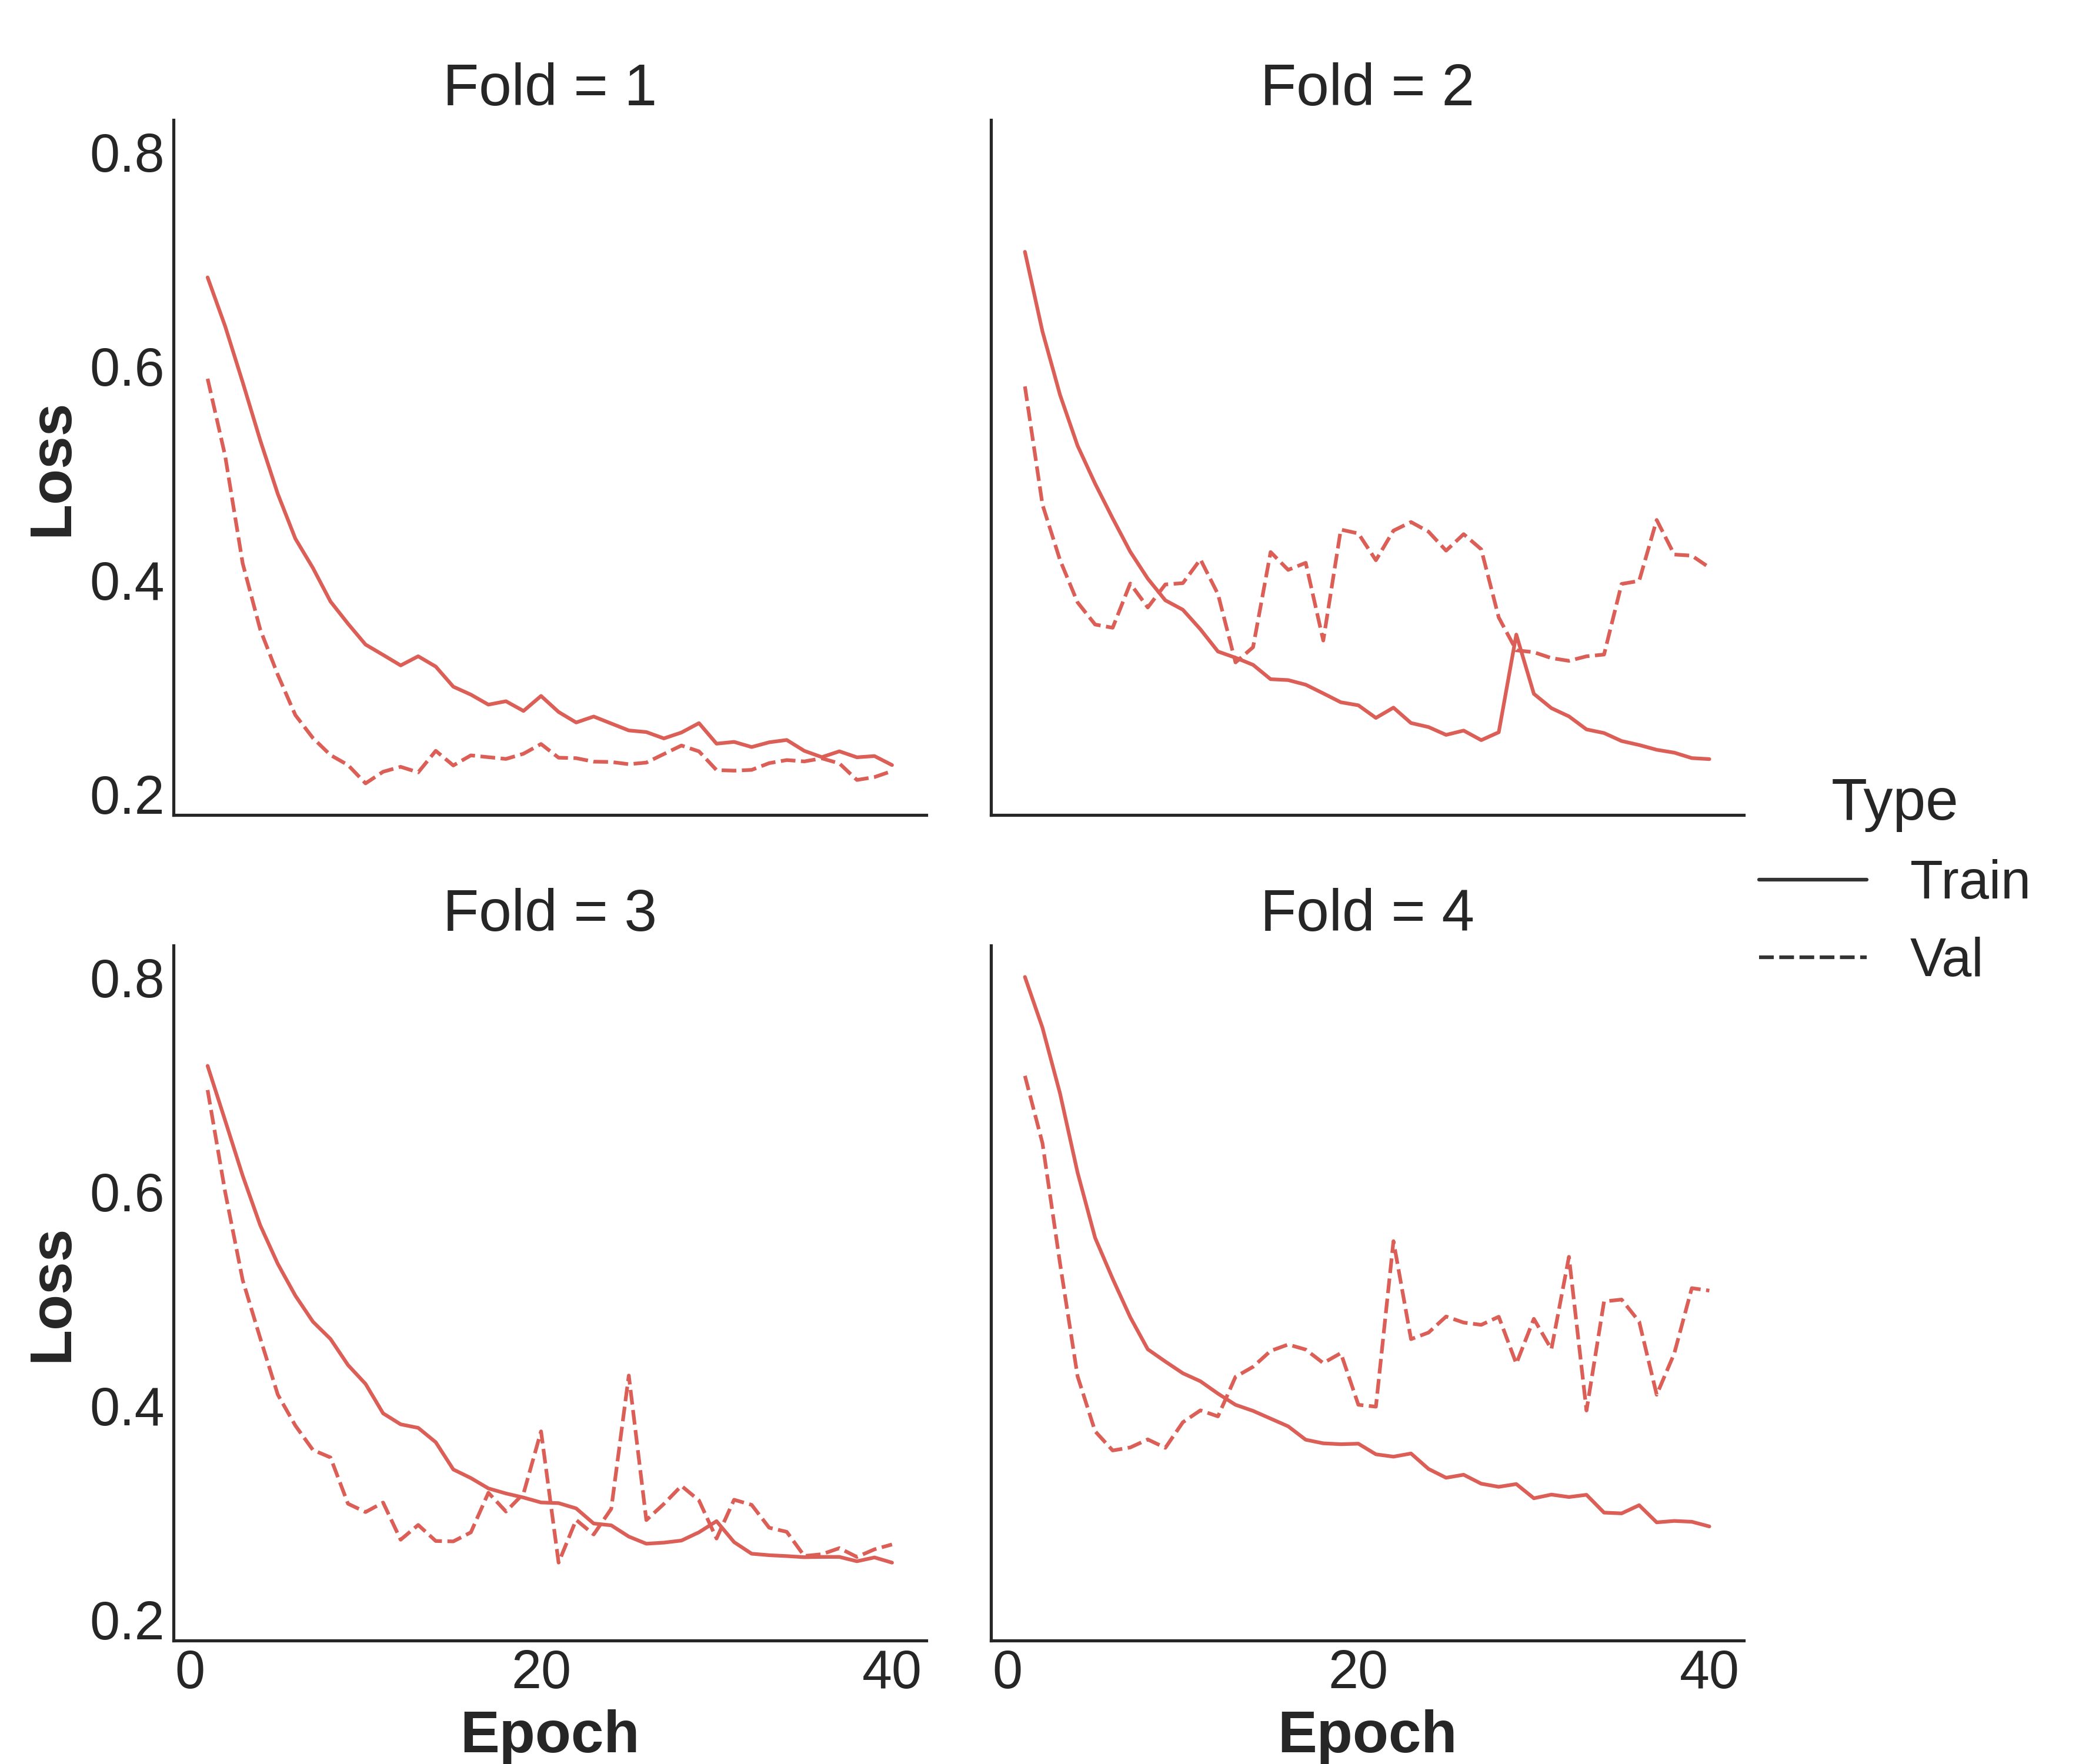 Fold = 1
Fold = 2
0.8
0.6
0.4
0.2
Loss
Type
Train
Val
Fold = 3
Fold = 4
0.8
0.6
0.4
0.2
Loss
0 20 40
0 20 40
Epoch
Epoch